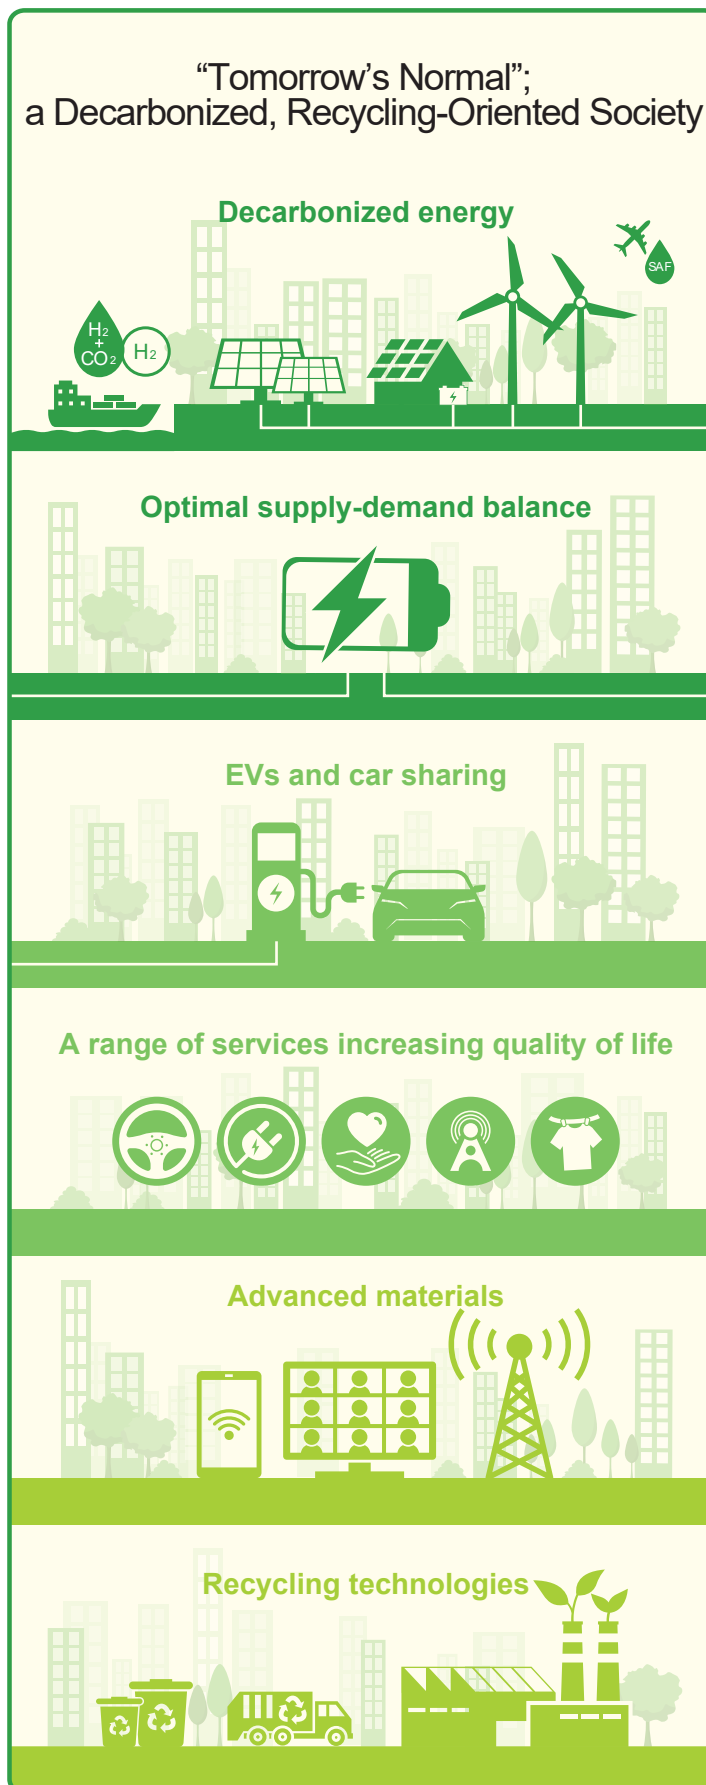 “Tomorrow’s Normal”;
a Decarbonized, Recycling-Oriented Society
Decarbonized energy
SAF
H2
+
CO2
H2
Optimal supply-demand balance
EVs and car sharing
A range of services increasing quality of life
Advanced materials
Recycling technologies